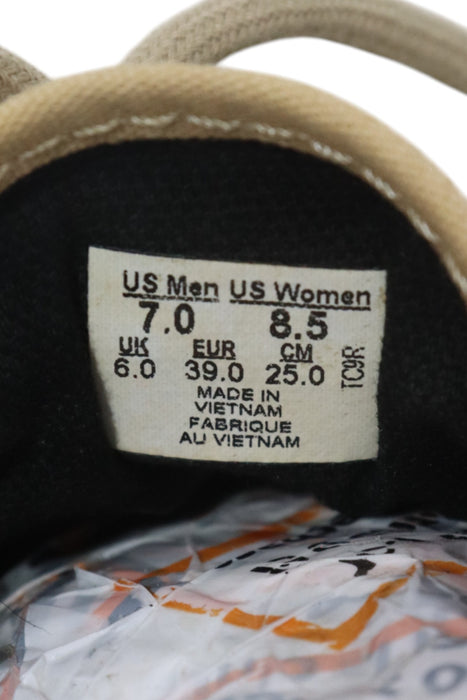 US Men US Women
7.0 8.5
UK EUR CM
6.0 39.0 25.0
TC9R
MADE IN
VIETNAM
FABRIQUE
AU VIETNAM